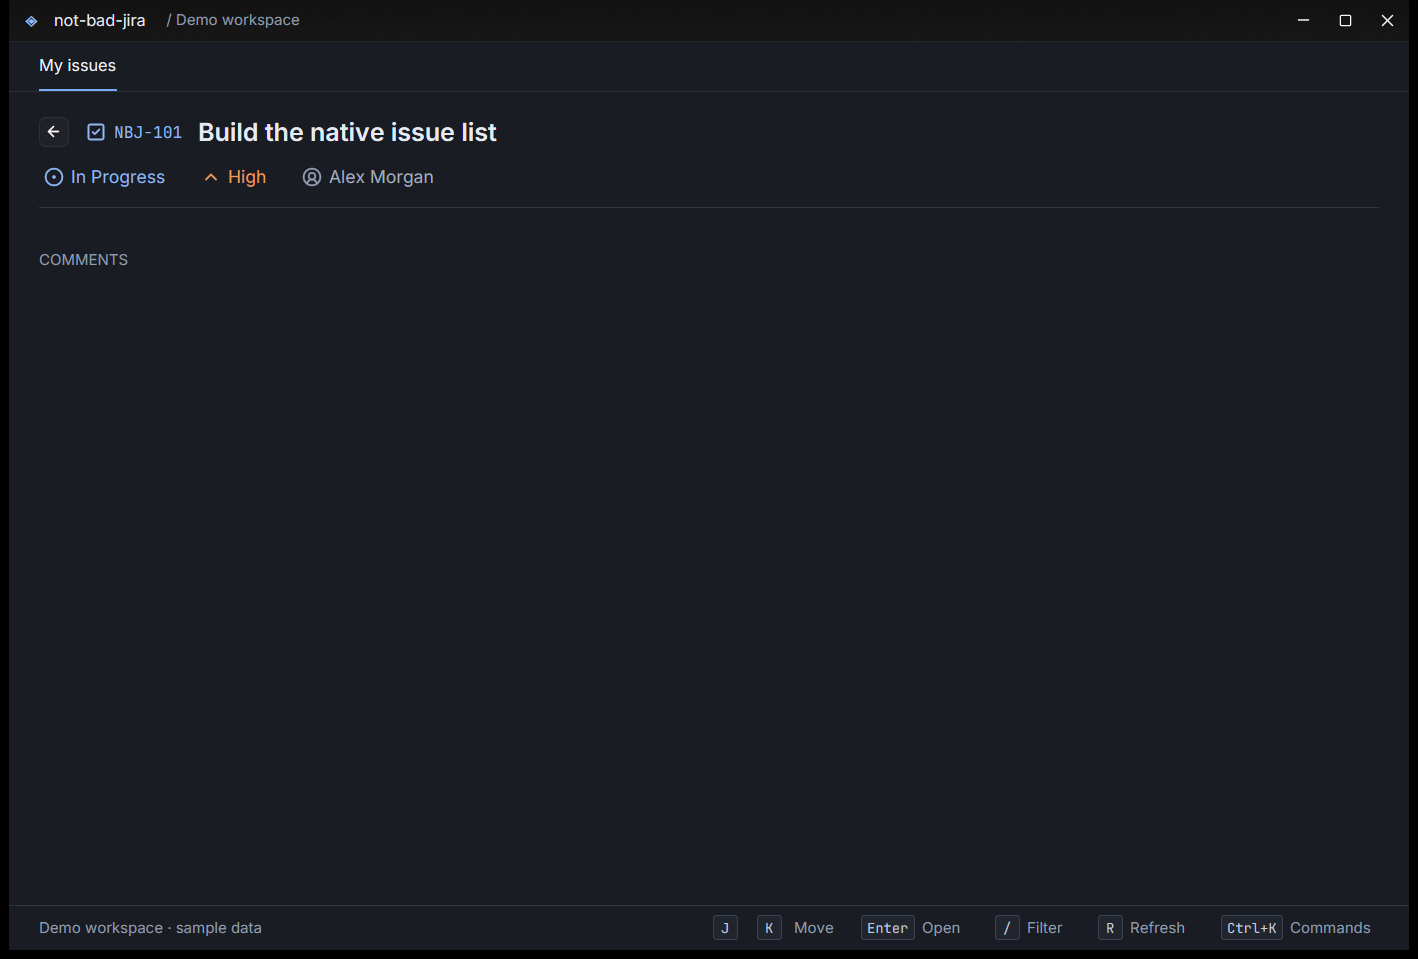 not-bad-jira / Demo workspace
My issues
NBJ-101 Build the native issue list
In Progress High Alex Morgan
COMMENTS
Demo workspace · sample data J K Move Enter Open / Filter R Refresh Ctrl+K Commands